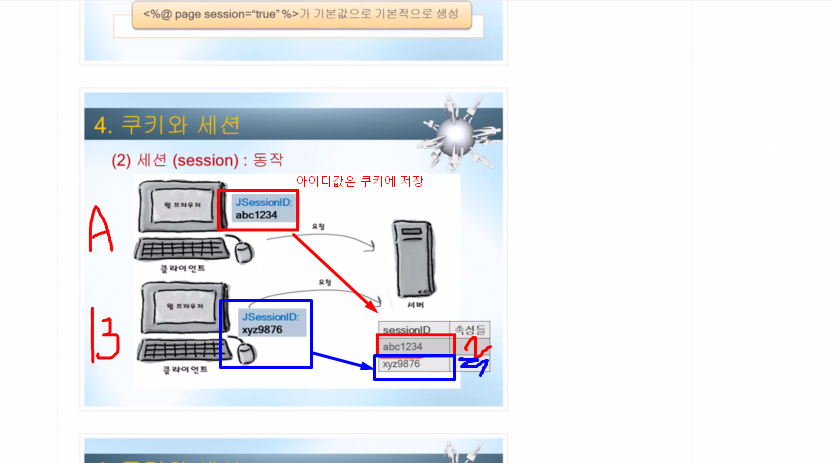 <%@ page session="true" %>가 기본값으로 기본적으로 생성
4. 쿠키와 세션
(2) 세션 (session) : 동작
아이디값은 쿠키에 저장
A
웹 브라우저
JSessionID:
abc1234
요청
클라이언트
B
웹 브라우저
JSessionID:
xyz9876
요청
클라이언트
서버
sessionID 속성들
abc1234
xyz9876